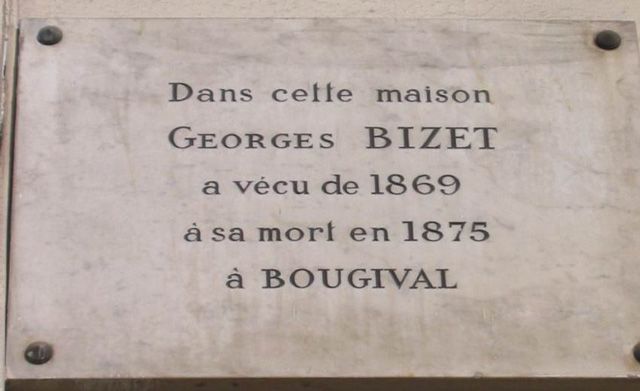 Dans cette maison
GEORGES BIZET
a vécu de 1869
à sa mort en 1875
à BOUGIVAL